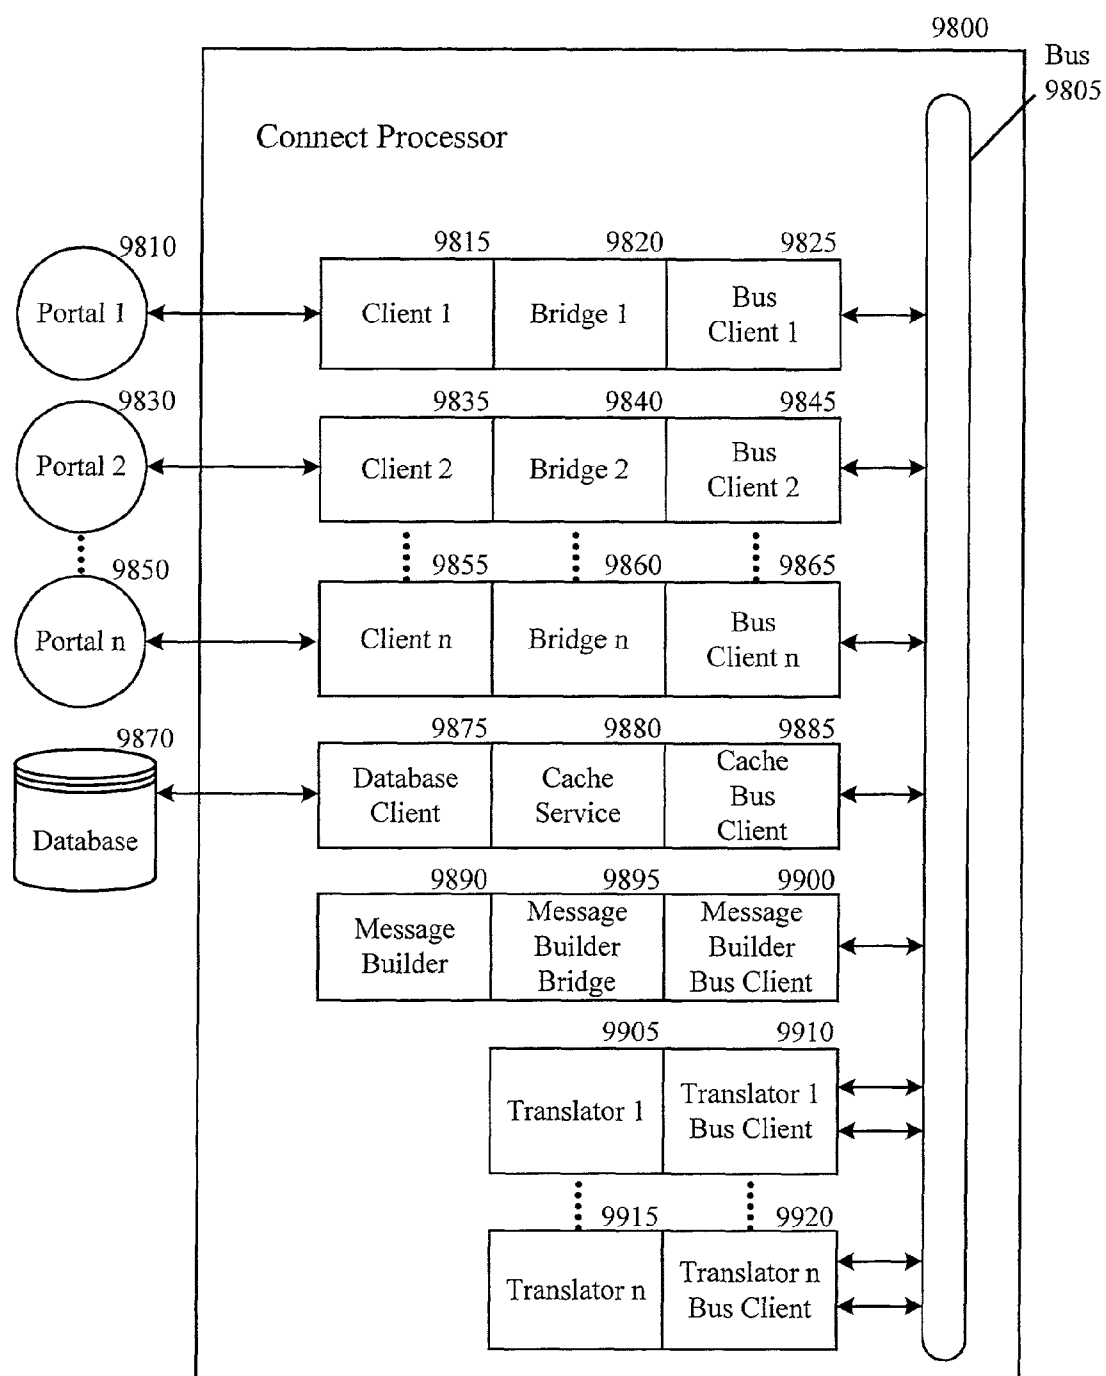 9800
Bus
9805
Connect Processor
9810
9815
9820
9825
Portal 1
Client 1
Bridge 1
Bus
Client 1
9830
9835
9840
9845
Portal 2
Client 2
Bridge 2
Bus
Client 2
9850
9855
9860
9865
Portal n
Client n
Bridge n
Bus
Client n
9870
9875
9880
9885
Database
Database
Client
Cache
Service
Cache
Bus
Client
9890
9895
9900
Message
Builder
Message
Builder
Bridge
Message
Builder
Bus Client
9905
9910
Translator 1
Translator 1
Bus Client
9915
9920
Translator n
Translator n
Bus Client